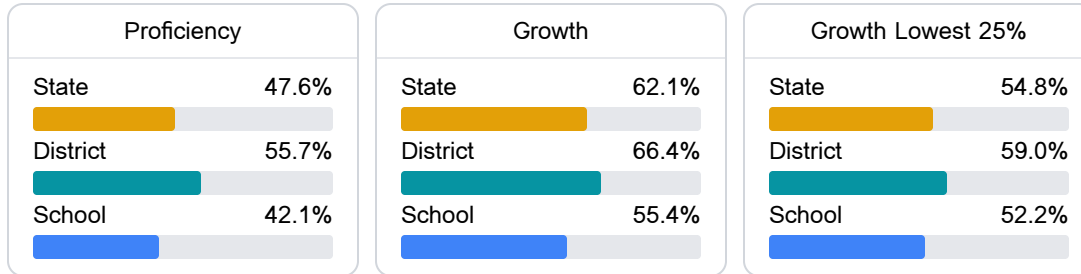 Proficiency
State 47.6%
District 55.7%
School 42.1%
Growth
State 62.1%
District 66.4%
School 55.4%
Growth Lowest 25%
State 54.8%
District 59.0%
School 52.2%